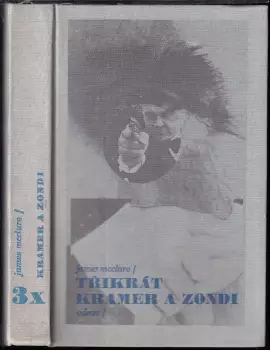 james mcclure /
KRAMER A ZONDI
3x
james mcclure /
TŘIKRÁT
KRAMER A ZONDI
odeon /